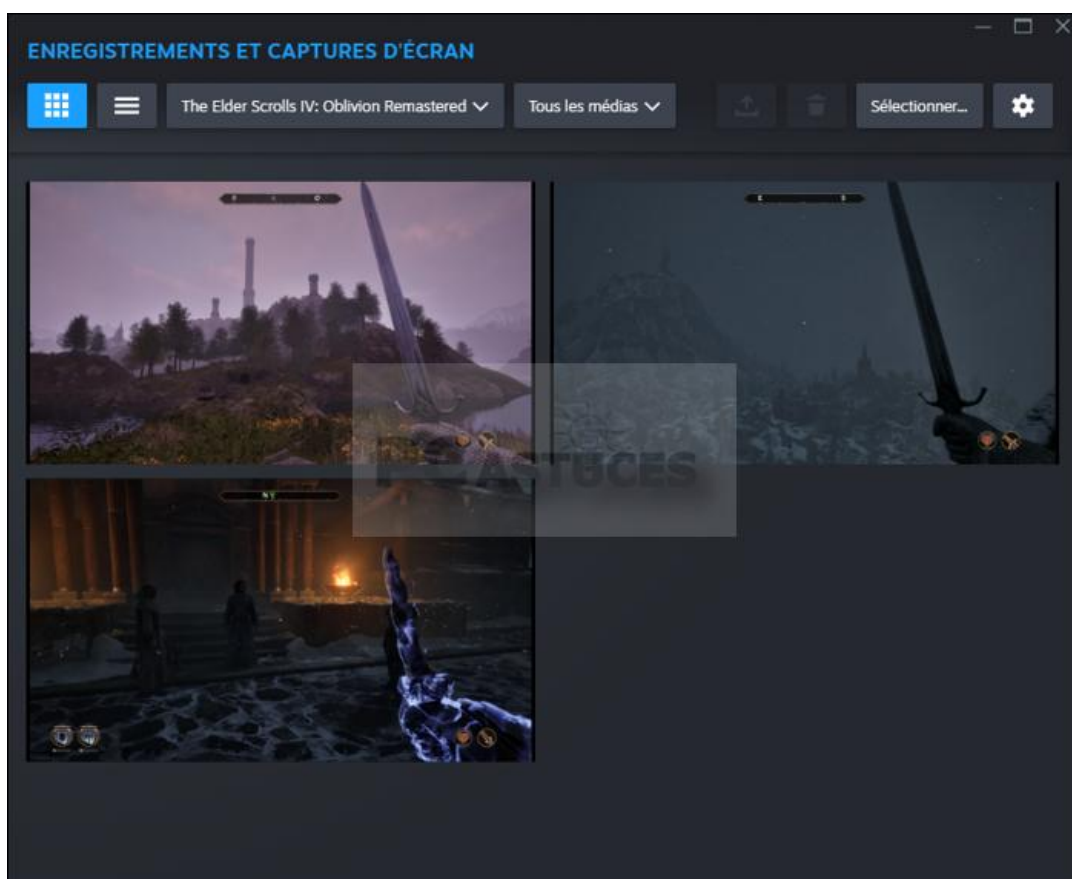 ENREGISTREMENTS ET CAPTURES D'ÉCRAN
The Elder Scrolls IV: Oblivion Remastered
Tous les médias
Sélectionner...
ASTUCES